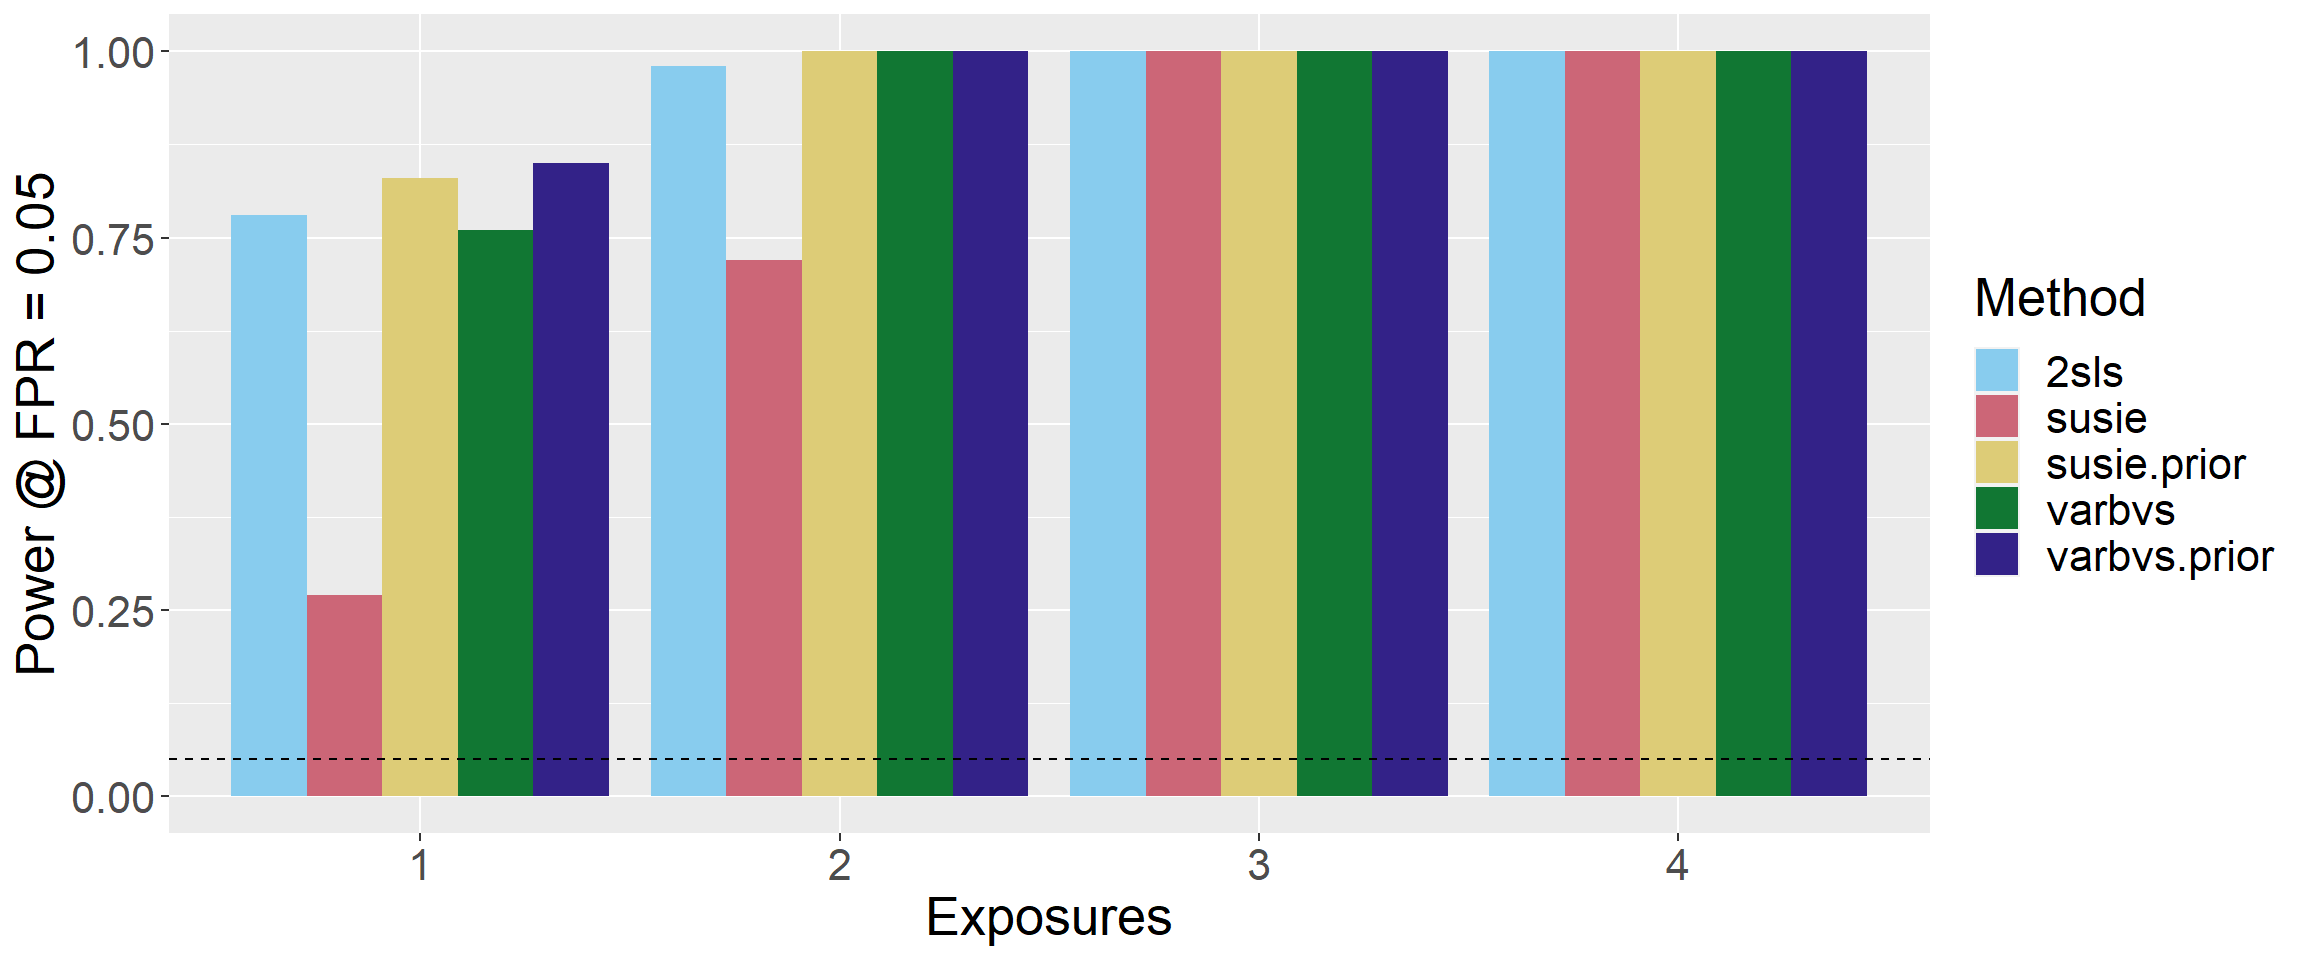 Power @ FPR = 0.05
1.00
0.75
0.50
0.25
0.00
1
2
3
4
Exposures
Method
2sls
susie
susie.prior
varbvs
varbvs.prior